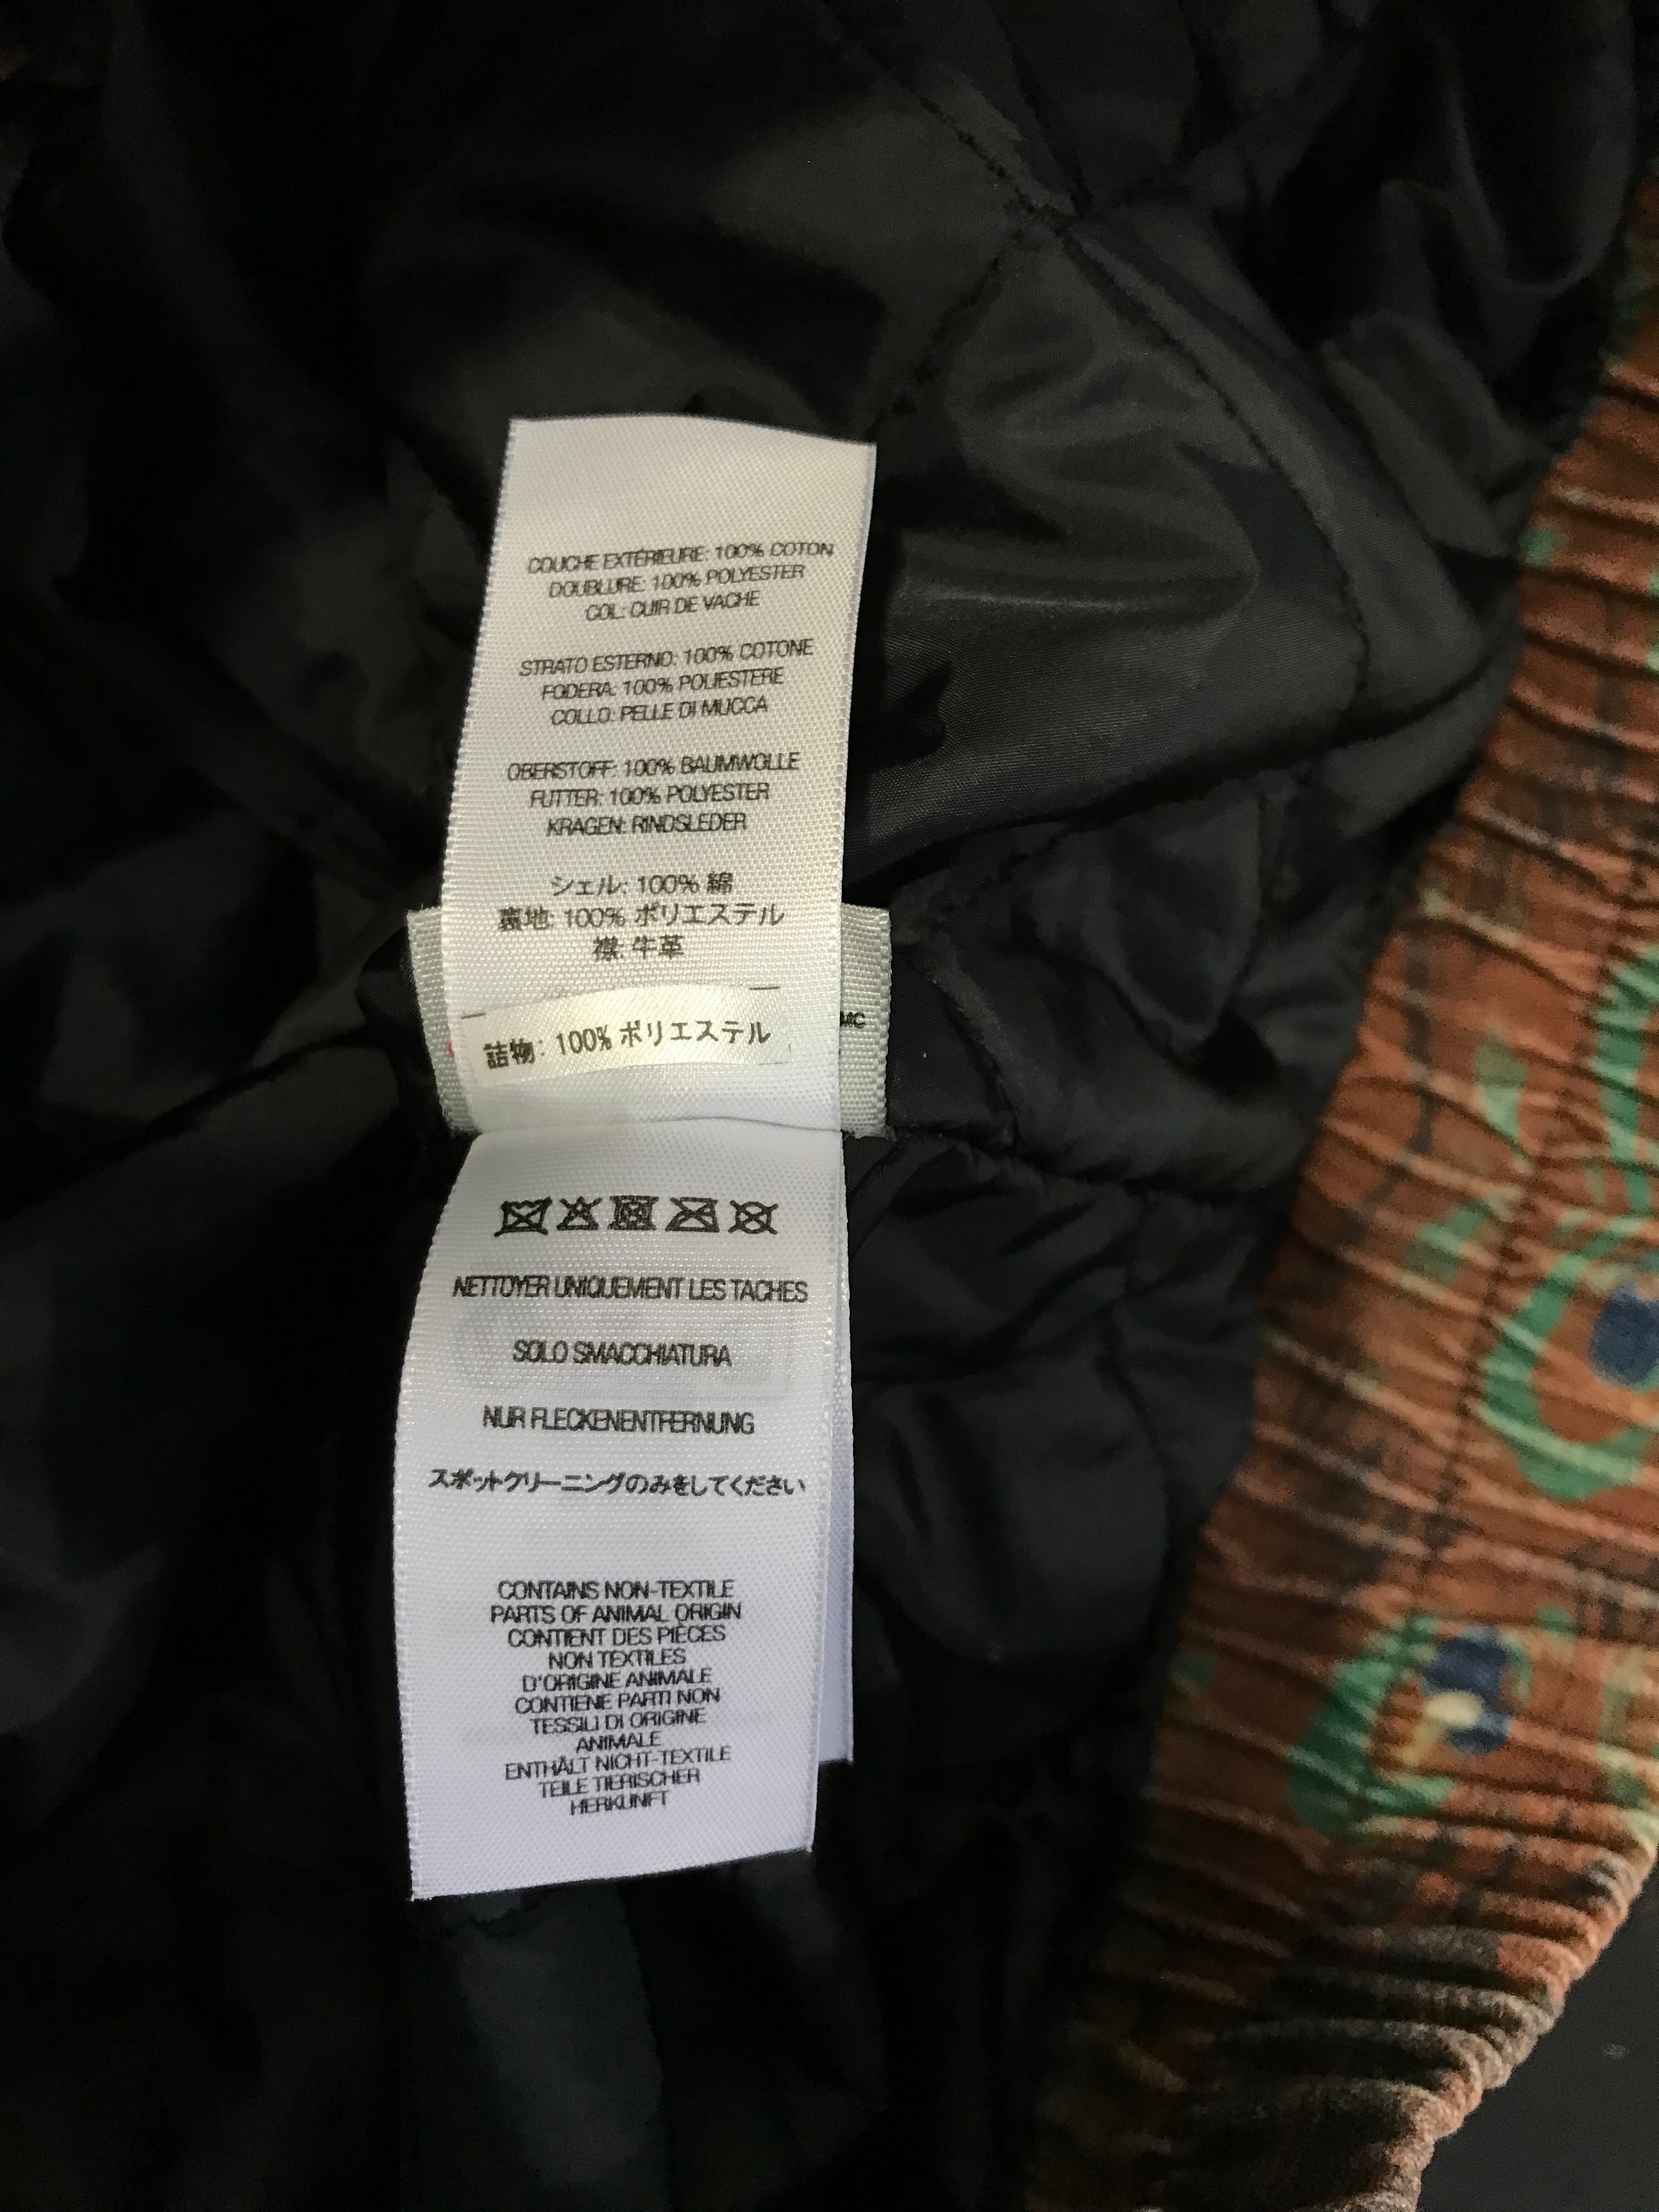 COUCHE EXTÉRIEURE: 100% COTON
DOUBLURE: 100% POLYESTER
COL: CUIR DE VACHE
STRATO ESTERNO: 100% COTONE
FODERA: 100% POLIESTERE
COLLO: PELLE DI MUCCA
OBERSTOFF: 100% BAUMWOLLE
FUTTER: 100% POLYESTER
KRAGEN: RINDSLEDER
シェル: 100% 綿
裏地: 100% ポリエステル
襟: 牛革
詰物: 100% ポリエステル
NETTOYER UNIQUEMENT LES TACHES
SOLO SMACCHIATURA
NUR FLECKENENTFERNUNG
スポットクリーニングのみをしてください
CONTAINS NON-TEXTILE
PARTS OF ANIMAL ORIGIN
CONTIENT DES PIÈCES
NON TEXTILES
D'ORIGINE ANIMALE
CONTIENE PARTI NON
TESSILI DI ORIGINE
ANIMALE
ENTHÄLT NICHT-TEXTILE
TEILE TIERISCHER
HERKUNFT